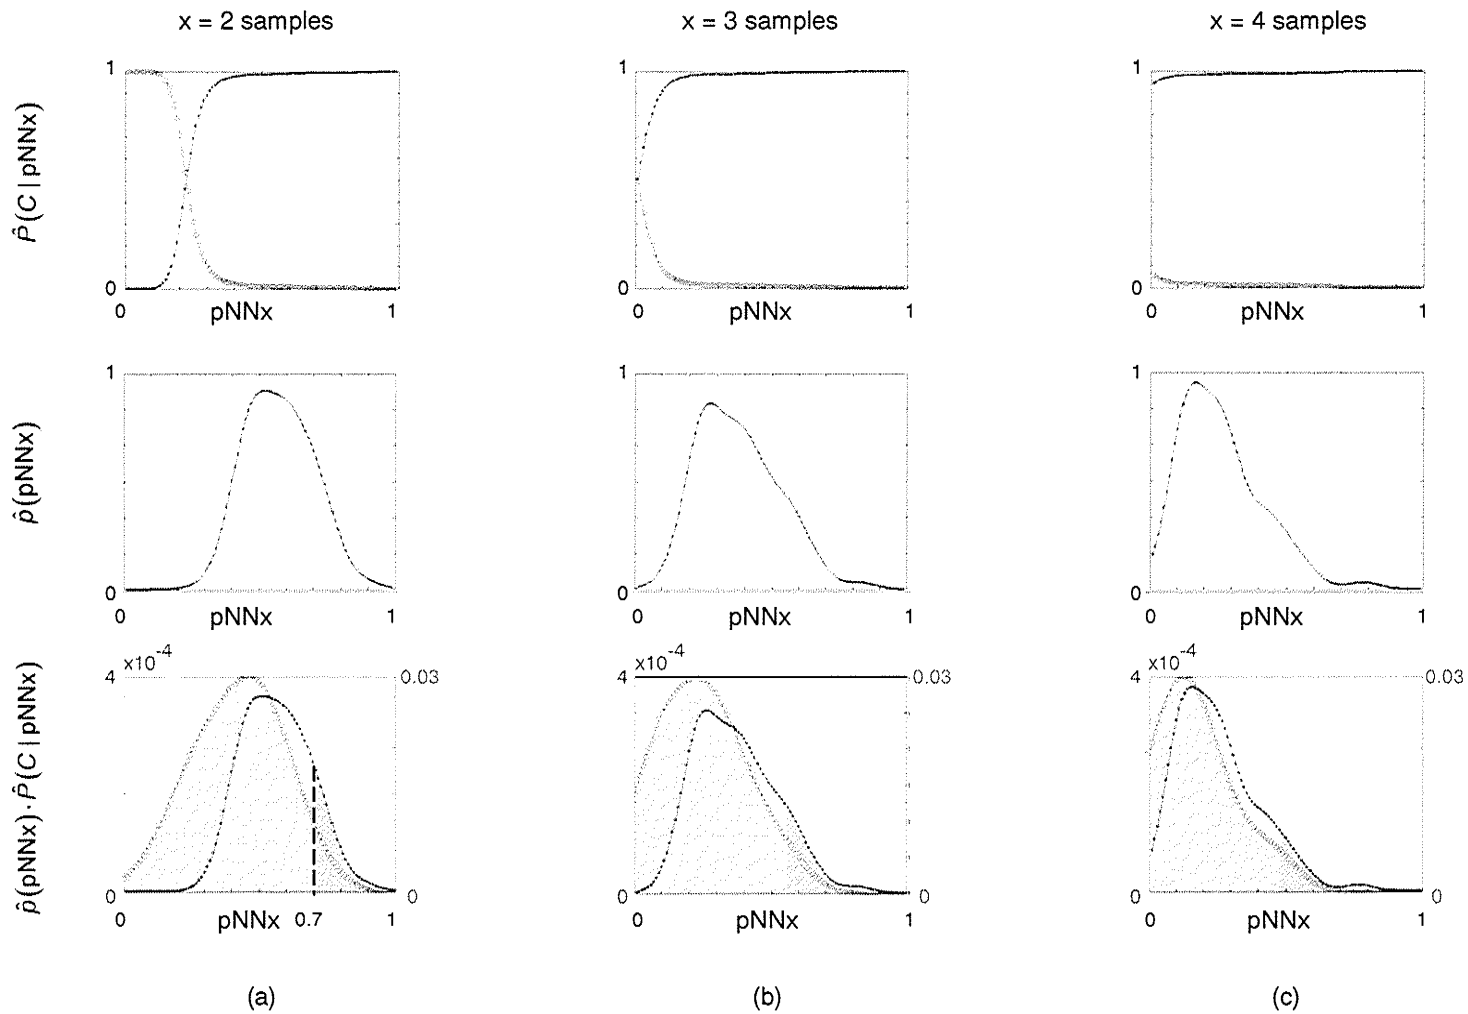 x = 2 samples
x = 3 samples
x = 4 samples
P̂(C | pNNx)
1
0
0
pNNx
1
1
0
0
pNNx
1
1
0
0
pNNx
1
p̂(pNNx)
1
0
0
pNNx
1
1
0
0
pNNx
1
1
0
0
pNNx
1
p̂(pNNx) · P̂(C | pNNx)
x10⁻⁴
4
0.03
0
0
0
pNNx
0.7
1
x10⁻⁴
4
0.03
0
0
0
pNNx
1
x10⁻⁴
4
0.03
0
0
0
pNNx
1
(a)
(b)
(c)